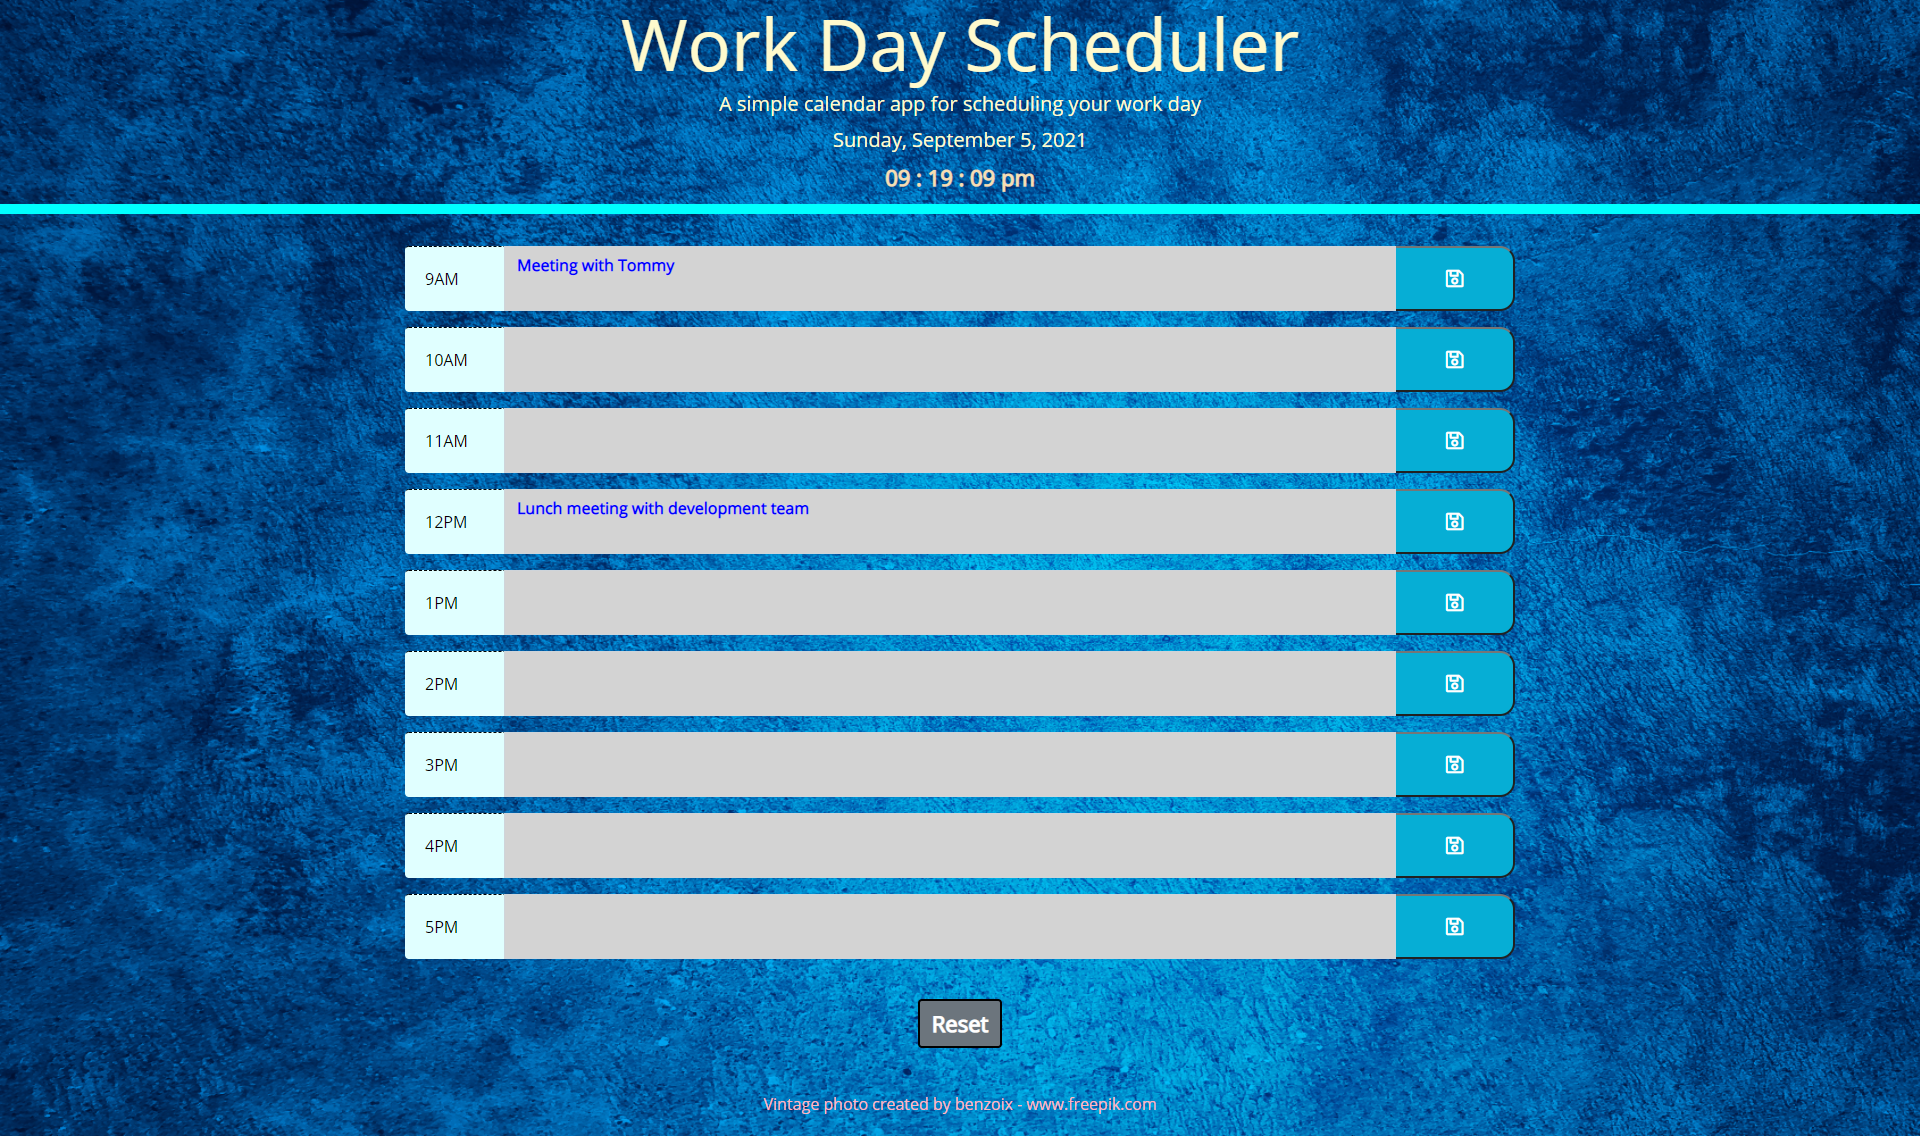 Work Day Scheduler
A simple calendar app for scheduling your work day
Sunday, September 5, 2021
09 : 19 : 09 pm
9AM Meeting with Tommy
10AM
11AM
12PM Lunch meeting with development team
1PM
2PM
3PM
4PM
5PM
Reset
Vintage photo created by benzoix - www.freepik.com